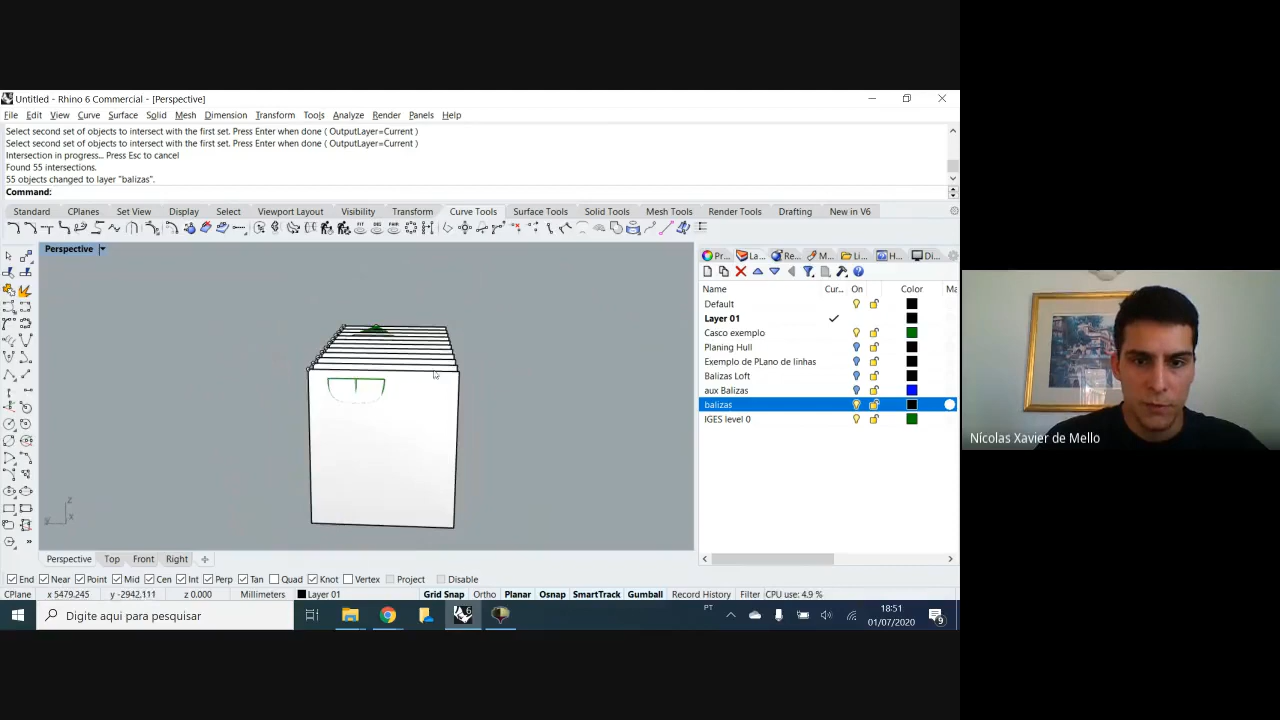 Untitled - Rhino 6 Commercial - [Perspective]
File Edit View Curve Surface Solid Mesh Dimension Transform Tools Analyze Render Panels Help
Select second set of objects to intersect with the first set. Press Enter when done ( OutputLayer=Current )
Select second set of objects to intersect with the first set. Press Enter when done ( OutputLayer=Current )
Intersection in progress... Press Esc to cancel
Found 55 intersections.
55 objects changed to layer "balizas".
Command:
Standard CPlanes Set View Display Select Viewport Layout Visibility Transform Curve Tools Surface Tools Solid Tools Mesh Tools Render Tools Drafting New in V6
Perspective
Pr... La... Re... M... Li... H... Di...
Name Cur... On Color Ma
Default
Layer 01
Casco exemplo
Planing Hull
Exemplo de PLano de linhas
Balizas Loft
aux Balizas
balizas
IGES level 0
Nícolas Xavier de Mello
z
y x
Perspective Top Front Right
End Near Point Mid Cen Int Perp Tan Quad Knot Vertex Project Disable
CPlane x 5479.245 y -2942.111 z 0.000 Millimeters Layer 01 Grid Snap Ortho Planar Osnap SmartTrack Gumball Record History Filter CPU use: 4.9 %
Digite aqui para pesquisar
PT
18:51
01/07/2020
9